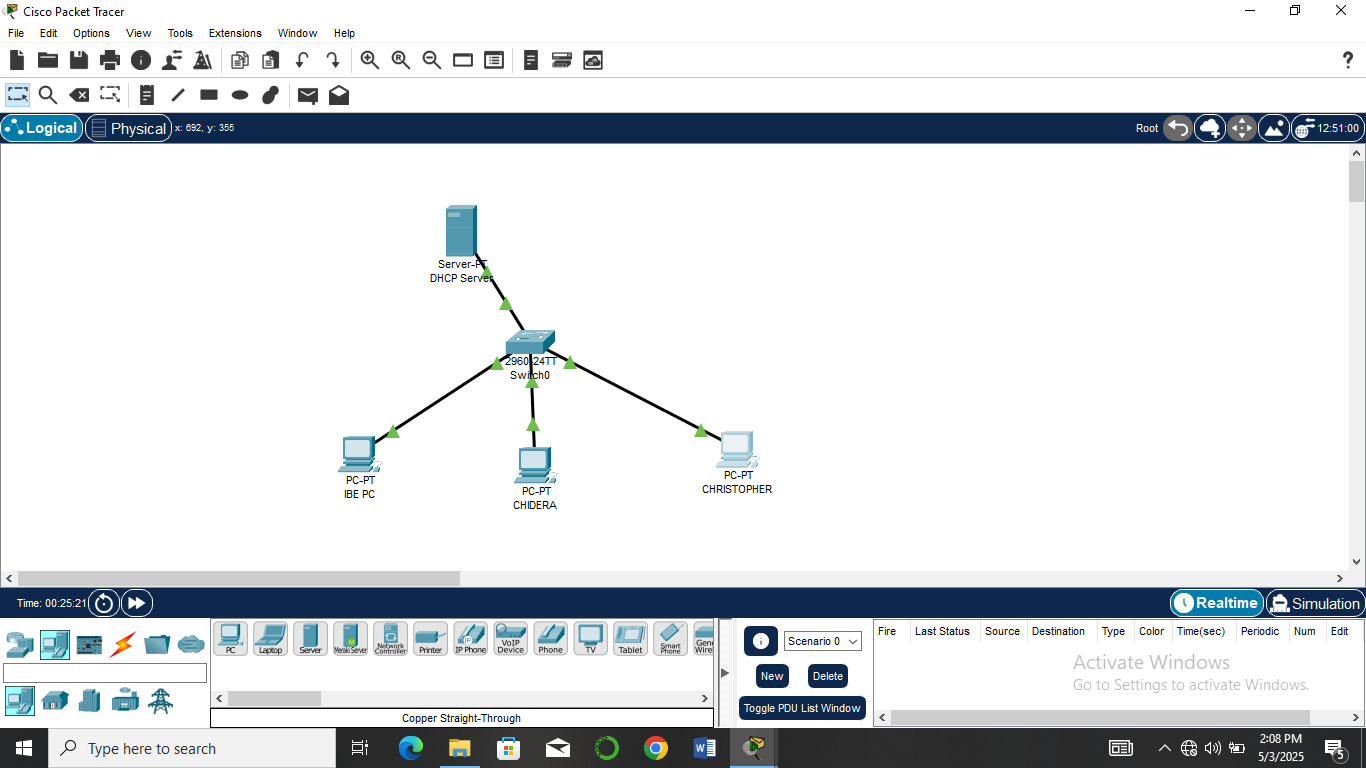 Cisco Packet Tracer
File Edit Options View Tools Extensions Window Help
Logical Physical x: 692, y: 355 Root 12:51:00
Server-PT
DHCP Server
2960-24TT
Switch0
PC-PT
IBE PC
PC-PT
CHIDERA
PC-PT
CHRISTOPHER
Time: 00:25:21 Realtime Simulation
PC Laptop Server Meraki Server Network Controller Printer IP Phone VoIP Device Phone TV Tablet Smart Phone
Copper Straight-Through
Scenario 0
New Delete
Toggle PDU List Window
Fire Last Status Source Destination Type Color Time(sec) Periodic Num Edit
Activate Windows
Go to Settings to activate Windows.
Type here to search
2:08 PM
5/3/2025
5